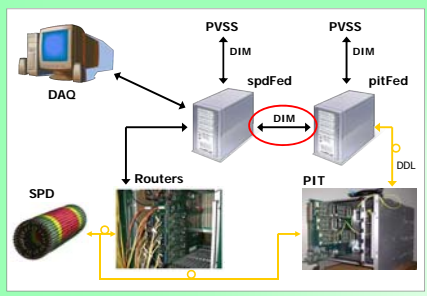 PVSS
PVSS
DIM
DIM
spdFed
pitFed
DAQ
DIM
DDL
SPD
Routers
PIT